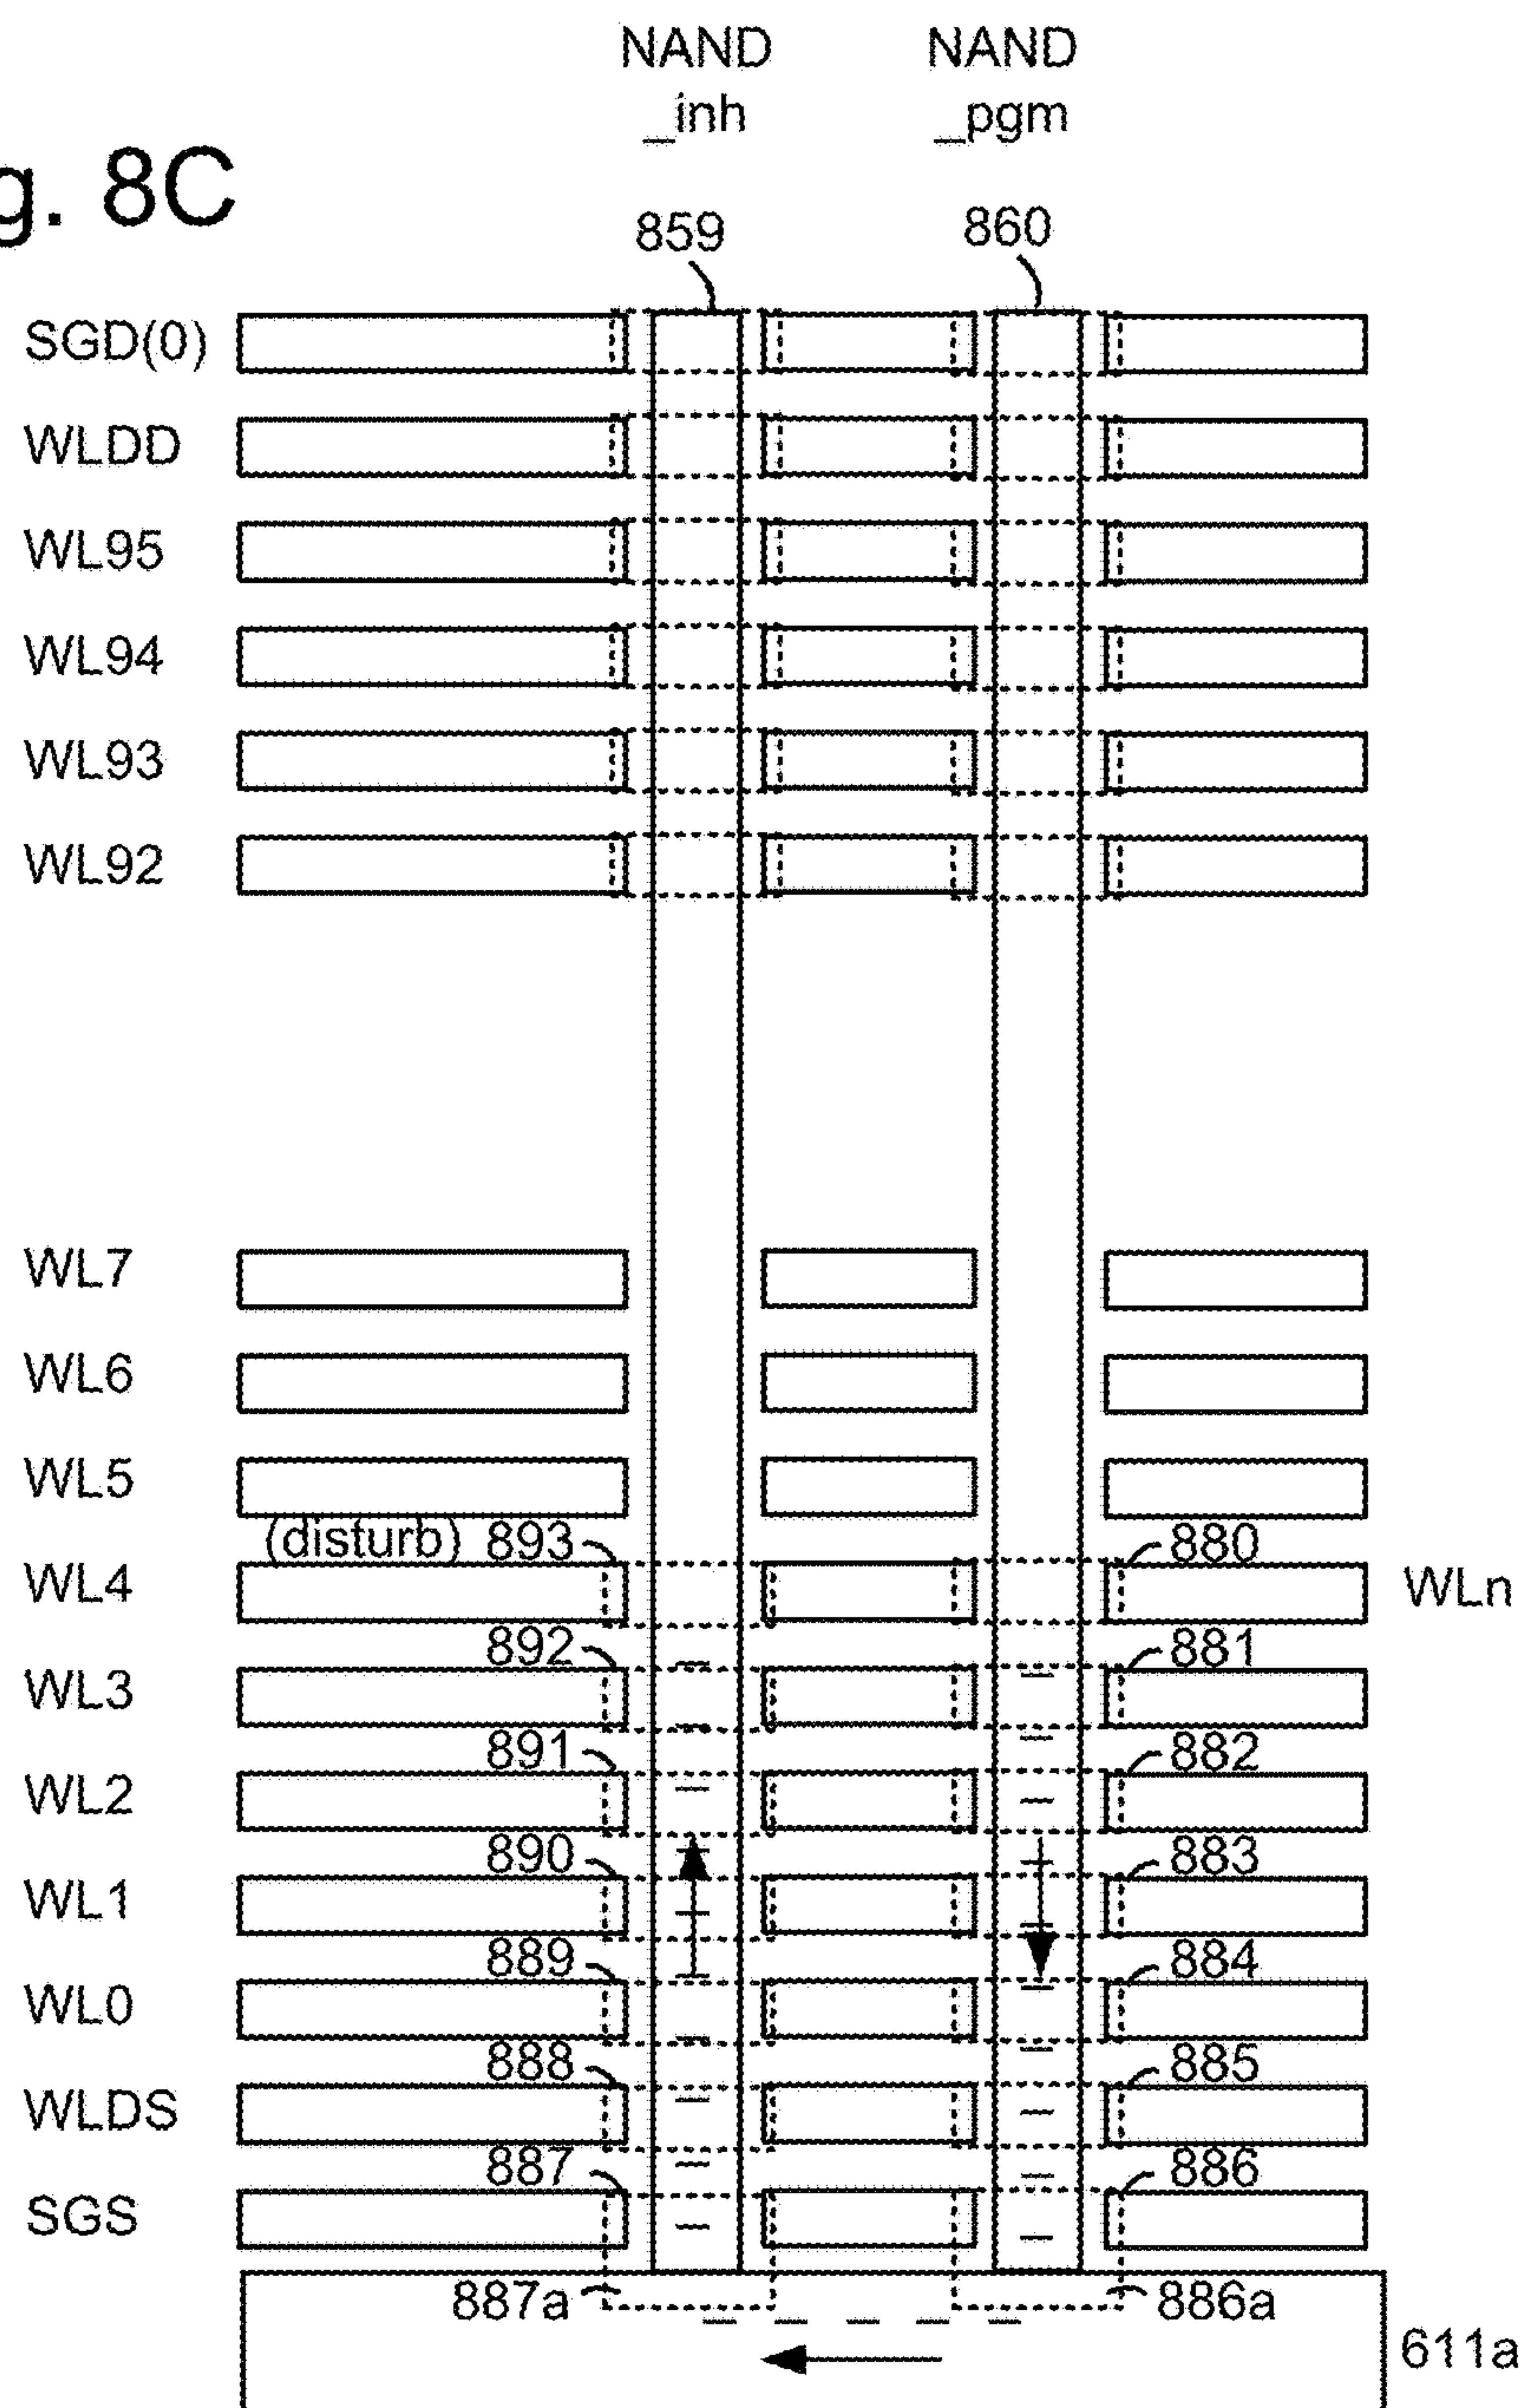 NAND NAND
_inh _pgm
g. 8C
859 860
SGD(0)
WLDD
WL95
WL94
WL93
WL92
WL7
WL6
WL5
(disturb) 893 880
WL4 WLn
892 881
WL3
891 882
WL2
890 883
WL1
889 884
WL0
888 885
WLDS
887 886
SGS
887a 886a
611a